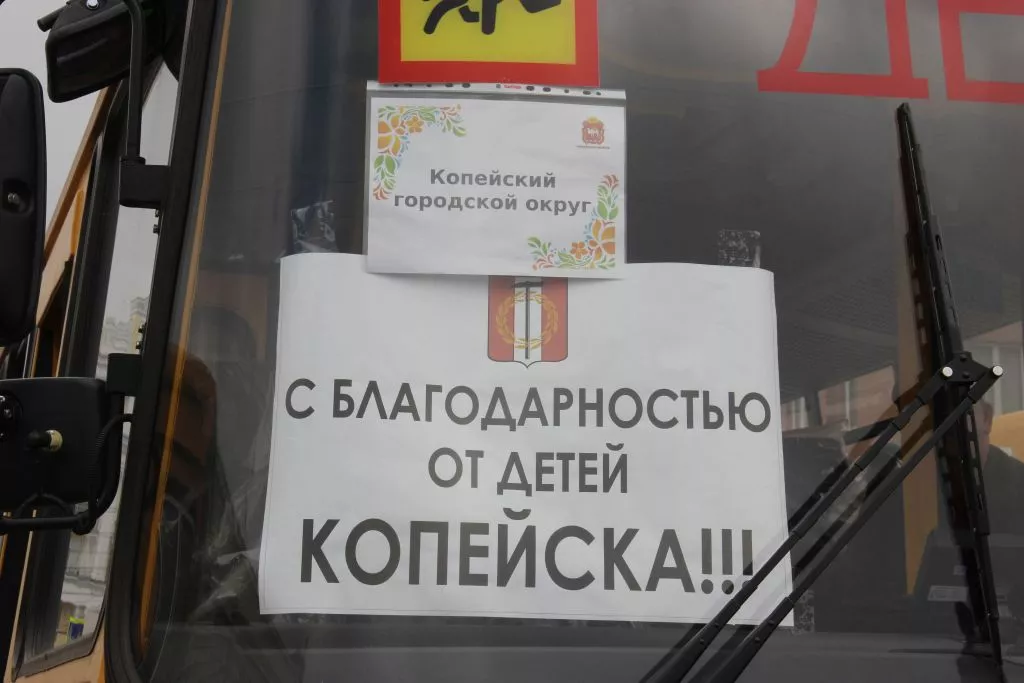 Копейский
городской округ
С БЛАГОДАРНОСТЬЮ
ОТ ДЕТЕЙ
КОПЕЙСКА!!!